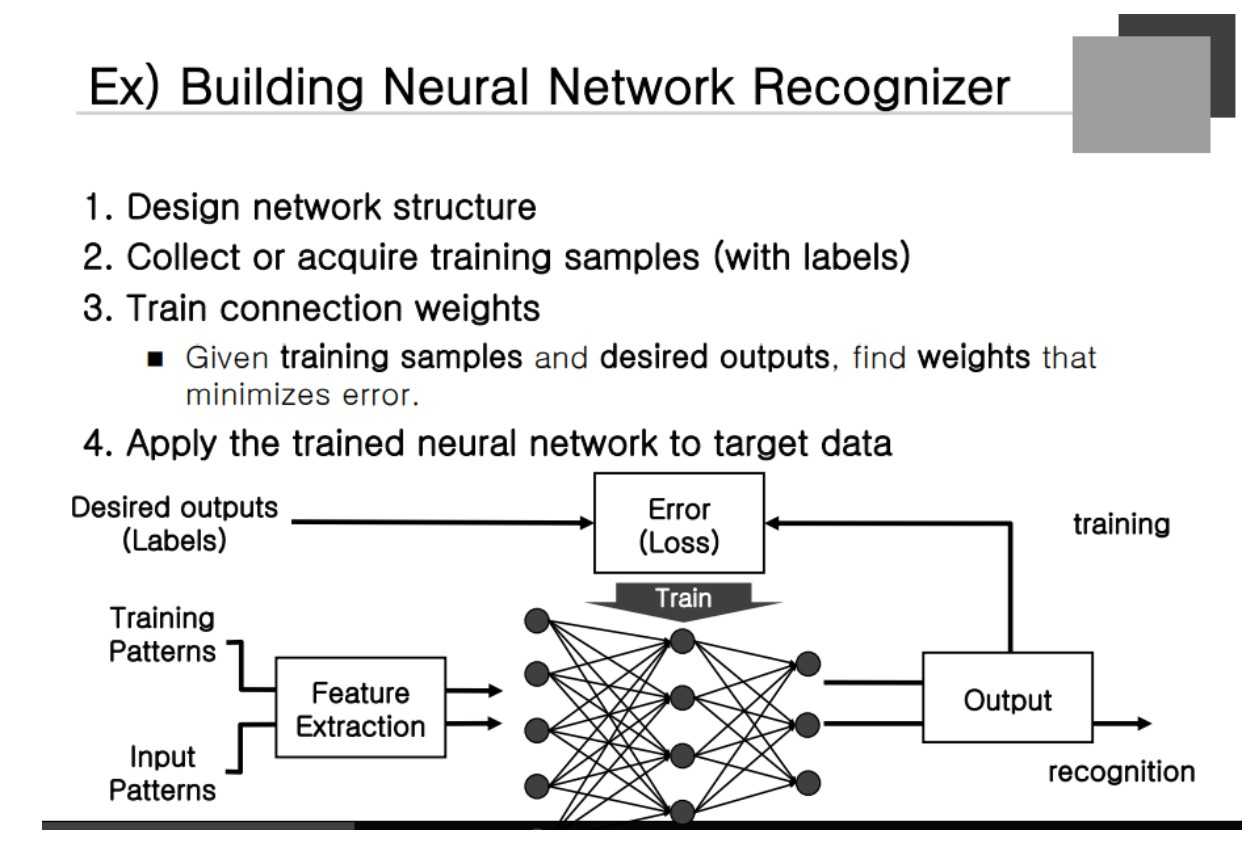 Ex) Building Neural Network Recognizer
1. Design network structure
2. Collect or acquire training samples (with labels)
3. Train connection weights
■ Given training samples and desired outputs, find weights that
minimizes error.
4. Apply the trained neural network to target data
Desired outputs
(Labels)
Error
(Loss)
training
Train
Training
Patterns
Feature
Extraction
Output
Input
Patterns
recognition